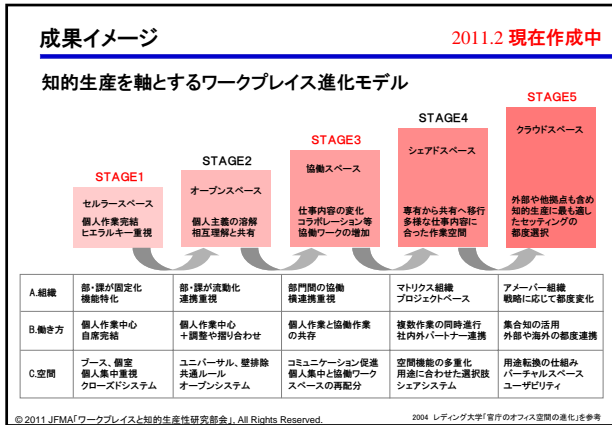 成果イメージ
2011.2 現在作成中
知的生産を軸とするワークプレイス進化モデル
STAGE1
セルラースペース
個人作業完結
ヒエラルキー重視
STAGE2
オープンスペース
個人主義の溶解
相互理解と共有
STAGE3
協働スペース
仕事内容の変化
コラボレーション等
協働ワークの増加
STAGE4
シェアドスペース
専有から共有へ移行
多様な仕事内容に
合った作業空間
STAGE5
クラウドスペース
外部や他拠点も含め
知的生産に最も適し
たセッティングの
都度選択
A.組織
部・課が固定化
機能特化
部・課が流動化
連携重視
部門間の協働
横連携重視
マトリクス組織
プロジェクトベース
アメーバー組織
戦略に応じて都度変化
B.働き方
個人作業中心
自席完結
個人作業中心
＋調整や摺り合わせ
個人作業と協働作業
の共存
複数作業の同時進行
社内外パートナー連携
集合知の活用
外部や海外の都度連携
C.空間
ブース、個室
個人集中重視
クローズドシステム
ユニバーサル、壁排除
共通ルール
オープンシステム
コミュニケーション促進
個人集中と協働ワーク
スペースの再配分
空間機能の多重化
用途に合わせた選択肢
シェアシステム
用途転換の仕組み
バーチャルスペース
ユーザビリティ
© 2011 JFMA「ワークプレイスと知的生産性研究部会」, All Rights Reserved.
2004 レディング大学「官庁のオフィス空間の進化」を参考